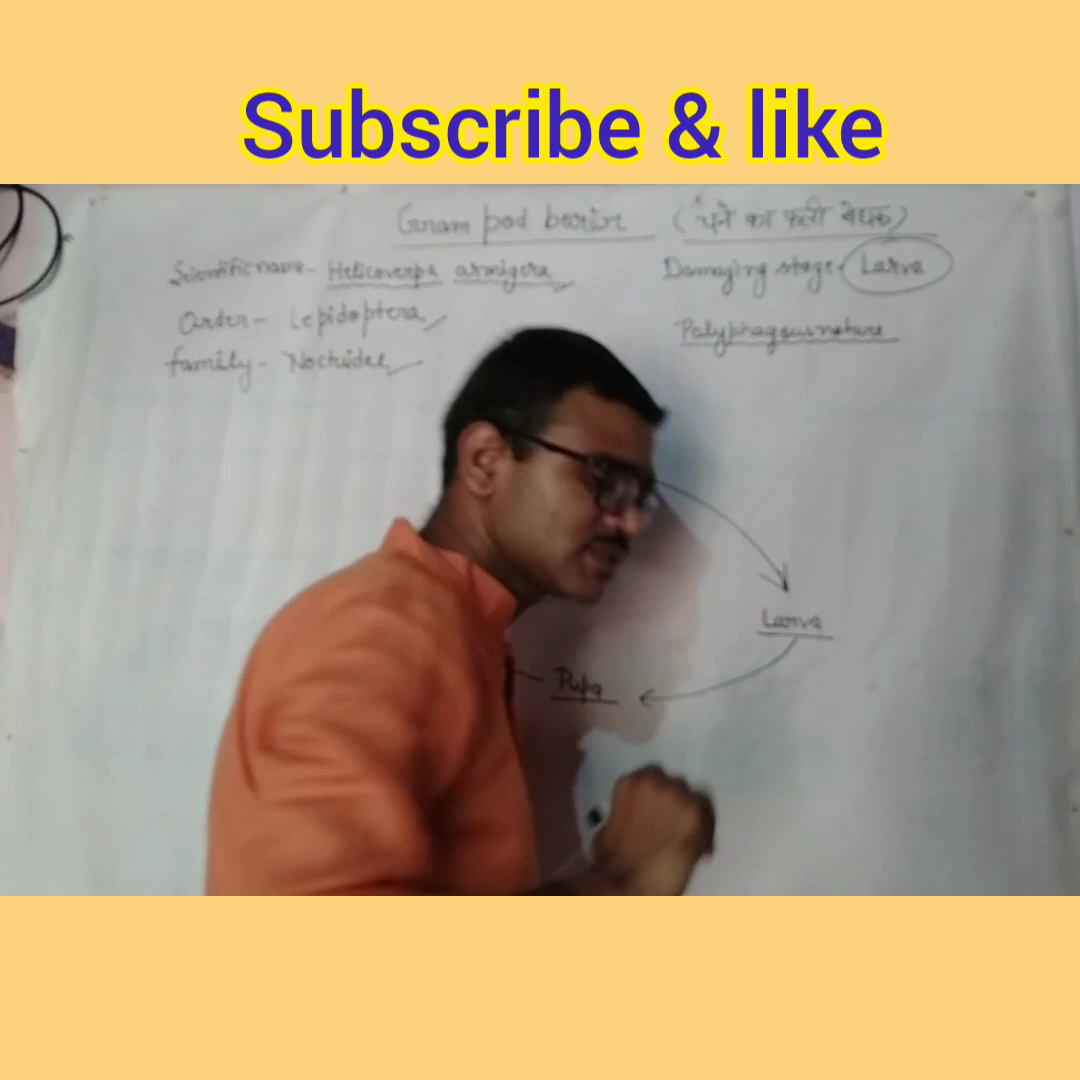 Subscribe & like
Gram pod borer (चने का फली बेधक)
Scientific name - Helicoverpa armigera
Damaging stage - Larva
Order - Lepidoptera
Polyphagous nature
family - Noctuidee
Larva
Pupa